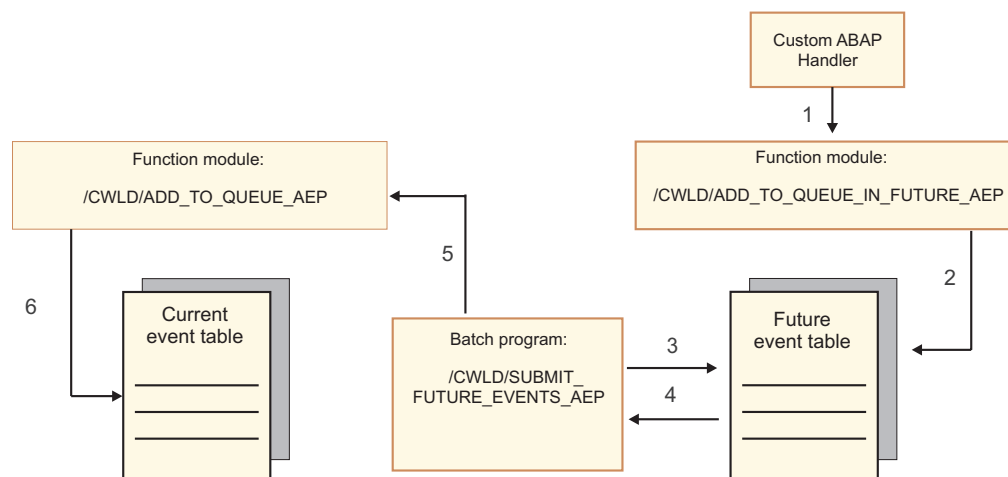 Custom ABAP
Handler
1
Function module:
/CWLD/ADD_TO_QUEUE_AEP
Function module:
/CWLD/ADD_TO_QUEUE_IN_FUTURE_AEP
5
2
6
Current
event table
Batch program:
/CWLD/SUBMIT_
FUTURE_EVENTS_AEP
3
4
Future
event table